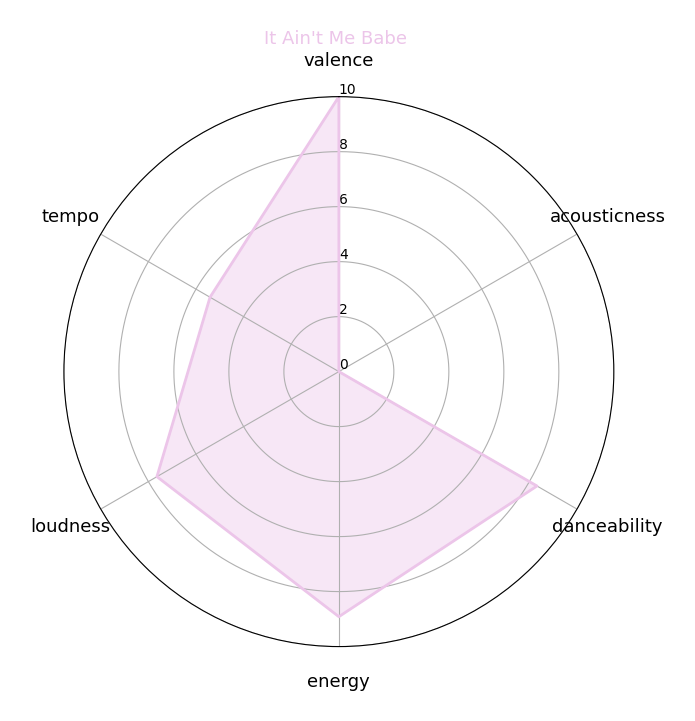 It Ain't Me Babe
valence
10
8
tempo
6
acousticness
4
2
0
loudness
danceability
energy